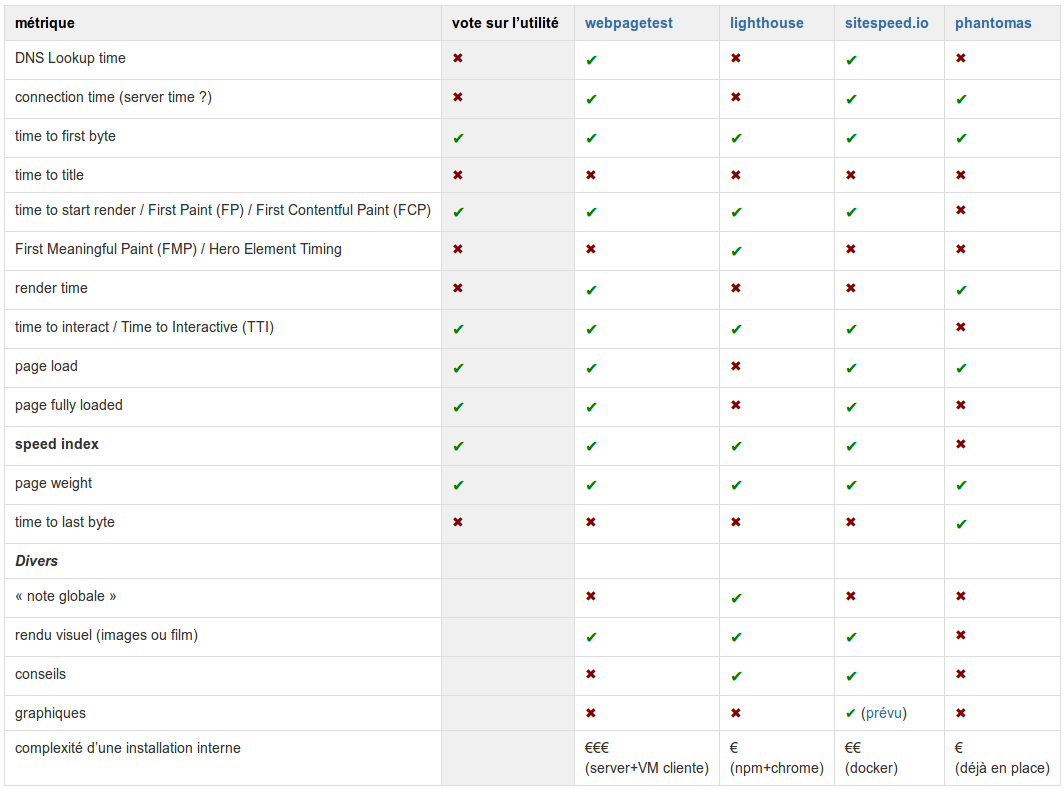 métrique vote sur l’utilité webpagetest lighthouse sitespeed.io phantomas
DNS Lookup time ✖ ✔ ✖ ✔ ✖
connection time (server time ?) ✖ ✔ ✖ ✔ ✔
time to first byte ✔ ✔ ✔ ✔ ✔
time to title ✖ ✖ ✖ ✖ ✖
time to start render / First Paint (FP) / First Contentful Paint (FCP) ✔ ✔ ✔ ✔ ✖
First Meaningful Paint (FMP) / Hero Element Timing ✖ ✖ ✔ ✖ ✖
render time ✖ ✔ ✖ ✖ ✔
time to interact / Time to Interactive (TTI) ✔ ✔ ✔ ✔ ✖
page load ✔ ✔ ✖ ✔ ✔
page fully loaded ✔ ✔ ✖ ✔ ✖
speed index ✔ ✔ ✔ ✔ ✖
page weight ✔ ✔ ✔ ✔ ✔
time to last byte ✖ ✖ ✖ ✖ ✔
Divers
« note globale » ✖ ✔ ✖ ✖
rendu visuel (images ou film) ✔ ✔ ✔ ✖
conseils ✖ ✔ ✔ ✖
graphiques ✖ ✖ ✔ (prévu) ✖
complexité d’une installation interne €€€ € €€ €
(server+VM cliente) (npm+chrome) (docker) (déjà en place)